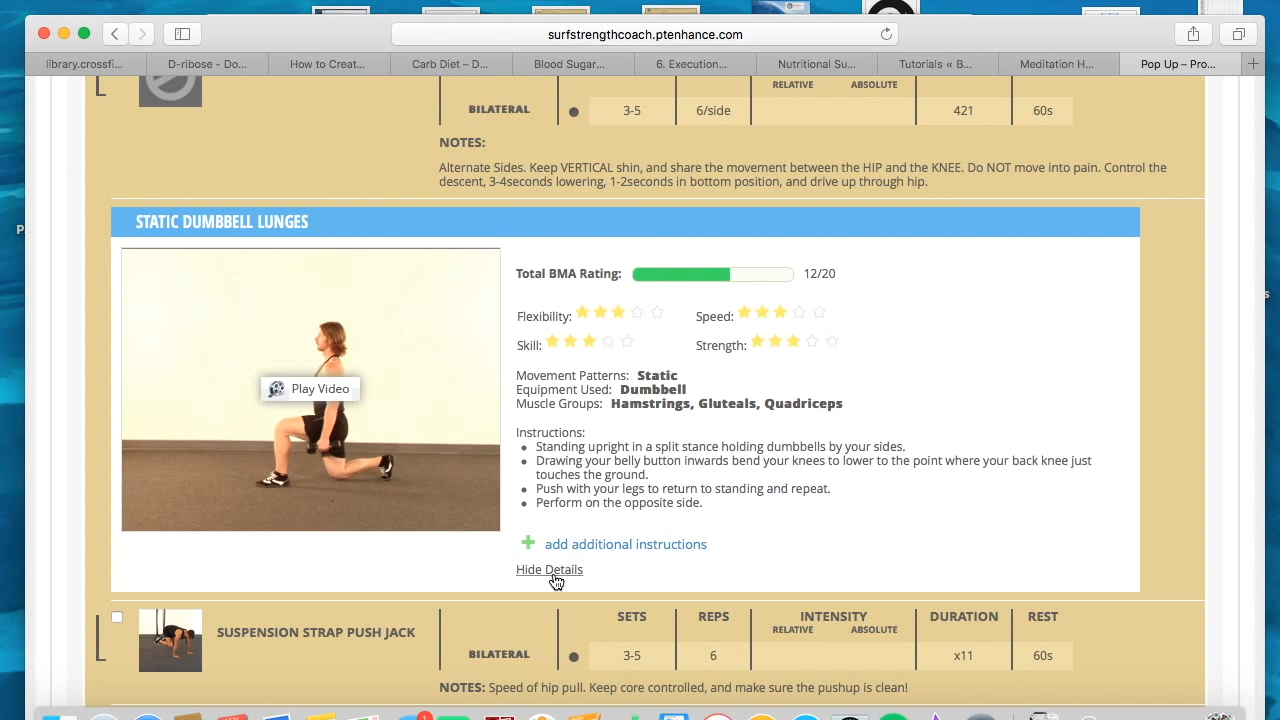 surfstrengthcoach.ptenhance.com
library.crossfi...
D-ribose - Do...
How to Creat...
Carb Diet – D...
Blood Sugar...
6. Execution...
Nutritional Su...
Tutorials « B...
Meditation H...
Pop Up – Pro...
RELATIVE ABSOLUTE
BILATERAL 3-5 6/side 421 60s
NOTES:
Alternate Sides. Keep VERTICAL shin, and share the movement between the HIP and the KNEE. Do NOT move into pain. Control the
descent, 3-4seconds lowering, 1-2seconds in bottom position, and drive up through hip.
STATIC DUMBBELL LUNGES
Play Video
Total BMA Rating: 12/20
Flexibility: Speed:
Skill: Strength:
Movement Patterns: Static
Equipment Used: Dumbbell
Muscle Groups: Hamstrings, Gluteals, Quadriceps
Instructions:
Standing upright in a split stance holding dumbbells by your sides.
Drawing your belly button inwards bend your knees to lower to the point where your back knee just
touches the ground.
Push with your legs to return to standing and repeat.
Perform on the opposite side.
add additional instructions
Hide Details
SUSPENSION STRAP PUSH JACK
SETS REPS INTENSITY DURATION REST
RELATIVE ABSOLUTE
BILATERAL 3-5 6 x11 60s
NOTES: Speed of hip pull. Keep core controlled, and make sure the pushup is clean!